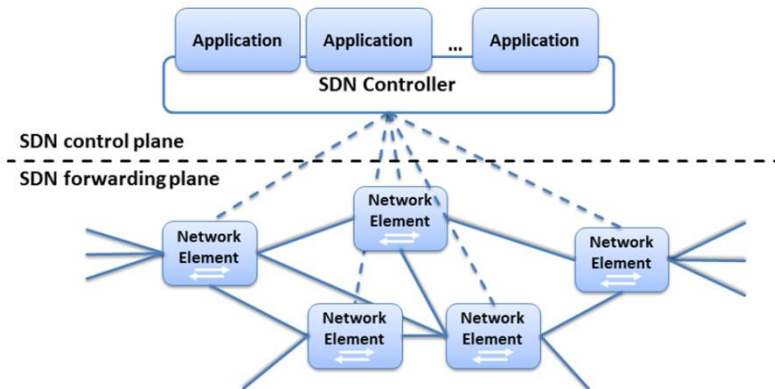 Application Application ... Application
SDN Controller
SDN control plane
SDN forwarding plane
Network
Element
Network
Element
Network
Element
Network
Element
Network
Element